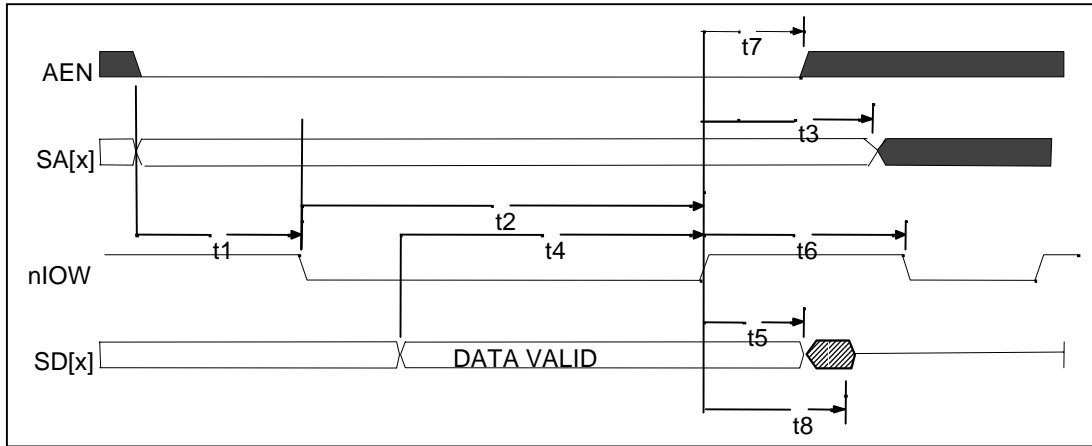 t7
AEN
t3
SA[x]
t2
t1
t4
t6
nIOW
t5
SD[x]
DATA VALID
t8